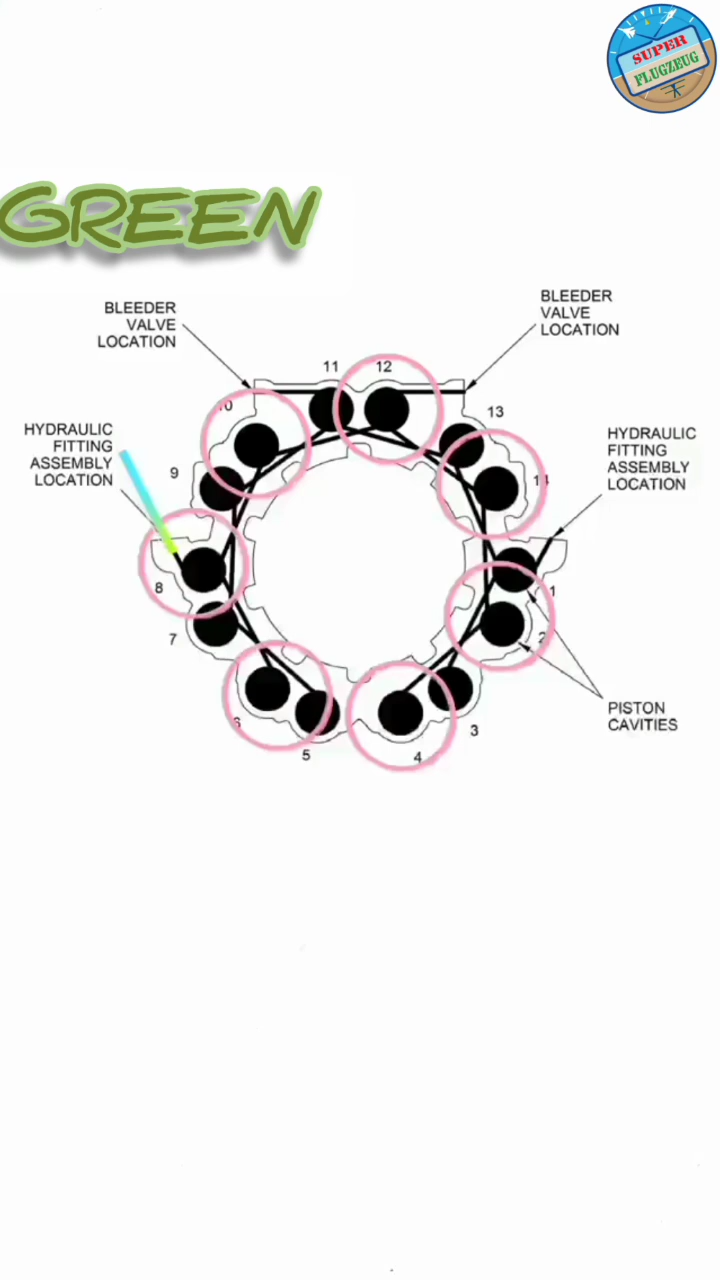 SUPER
FLUGZEUG
GREEN
BLEEDER
VALVE
LOCATION
BLEEDER
VALVE
LOCATION
11
12
10
13
HYDRAULIC
FITTING
ASSEMBLY
LOCATION
HYDRAULIC
FITTING
ASSEMBLY
LOCATION
9
14
8
1
7
2
6
5
4
3
PISTON
CAVITIES